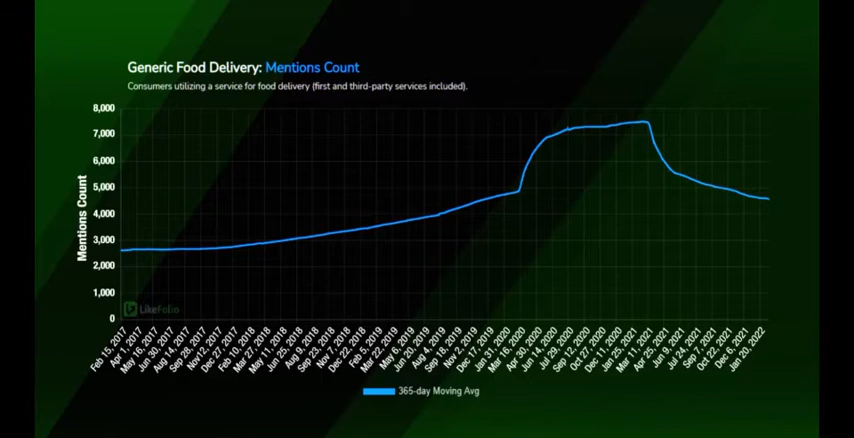 Generic Food Delivery: Mentions Count
Consumers utilizing a service for food delivery (first and third-party services included).
Mentions Count
8,000
7,000
6,000
5,000
4,000
3,000
2,000
1,000
0
LikeFolio
Feb 15, 2017
Apr 1, 2017
May 16, 2017
Jun 30, 2017
Aug 14, 2017
Sep 28, 2017
Nov12, 2017
Dec 27, 2017
Feb 10, 2018
Mar 27, 2018
May 11, 2018
Jun 25, 2018
Aug 9, 2018
Sep 23, 2018
Nov 7, 2018
Dec 22, 2018
Feb 5, 2019
Mar 22, 2019
May 6, 2019
Jun 20, 2019
Aug 4, 2019
Sep 18, 2019
Nov 2, 2019
Dec 17, 2019
Jan 31, 2020
Mar 16, 2020
Apr 30, 2020
Jun 14, 2020
Jul 29, 2020
Sep 12, 2020
Oct 27, 2020
Dec 11, 2020
Jan 25, 2021
Mar 11, 2021
Apr 25, 2021
Jun 9, 2021
Jul 24, 2021
Sep 7, 2021
Oct 22, 2021
Dec 6, 2021
Jan 20, 2022
365-day Moving Avg